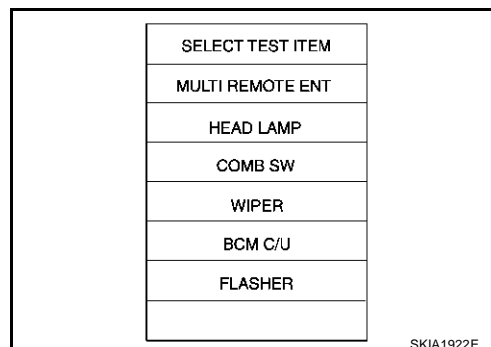 SELECT TEST ITEM
MULTI REMOTE ENT
HEAD LAMP
COMB SW
WIPER
BCM C/U
FLASHER
SKIA1922E